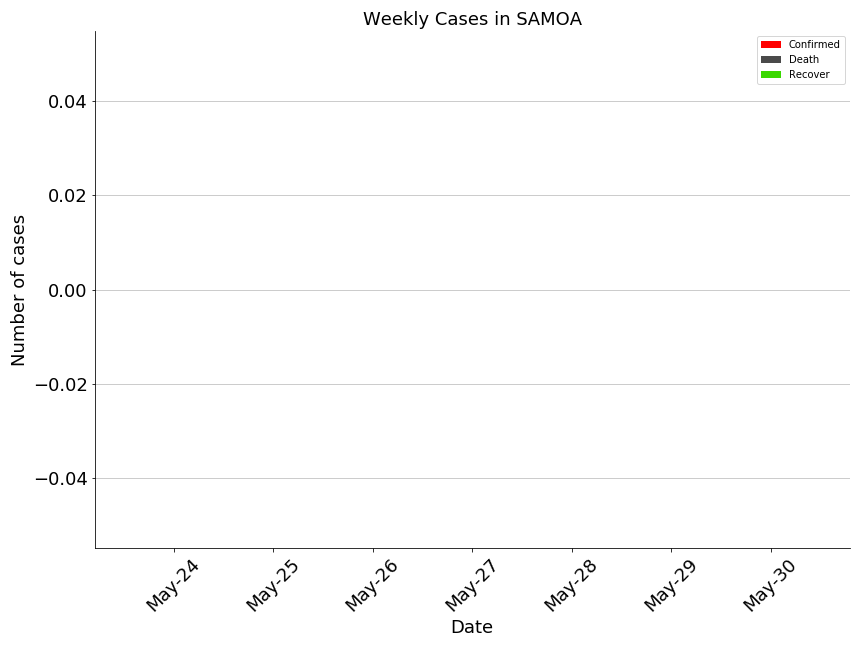 Weekly Cases in SAMOA
Confirmed
Death
Recover
0.04
0.02
0.00
−0.02
−0.04
Number of cases
May-24
May-25
May-26
May-27
May-28
May-29
May-30
Date